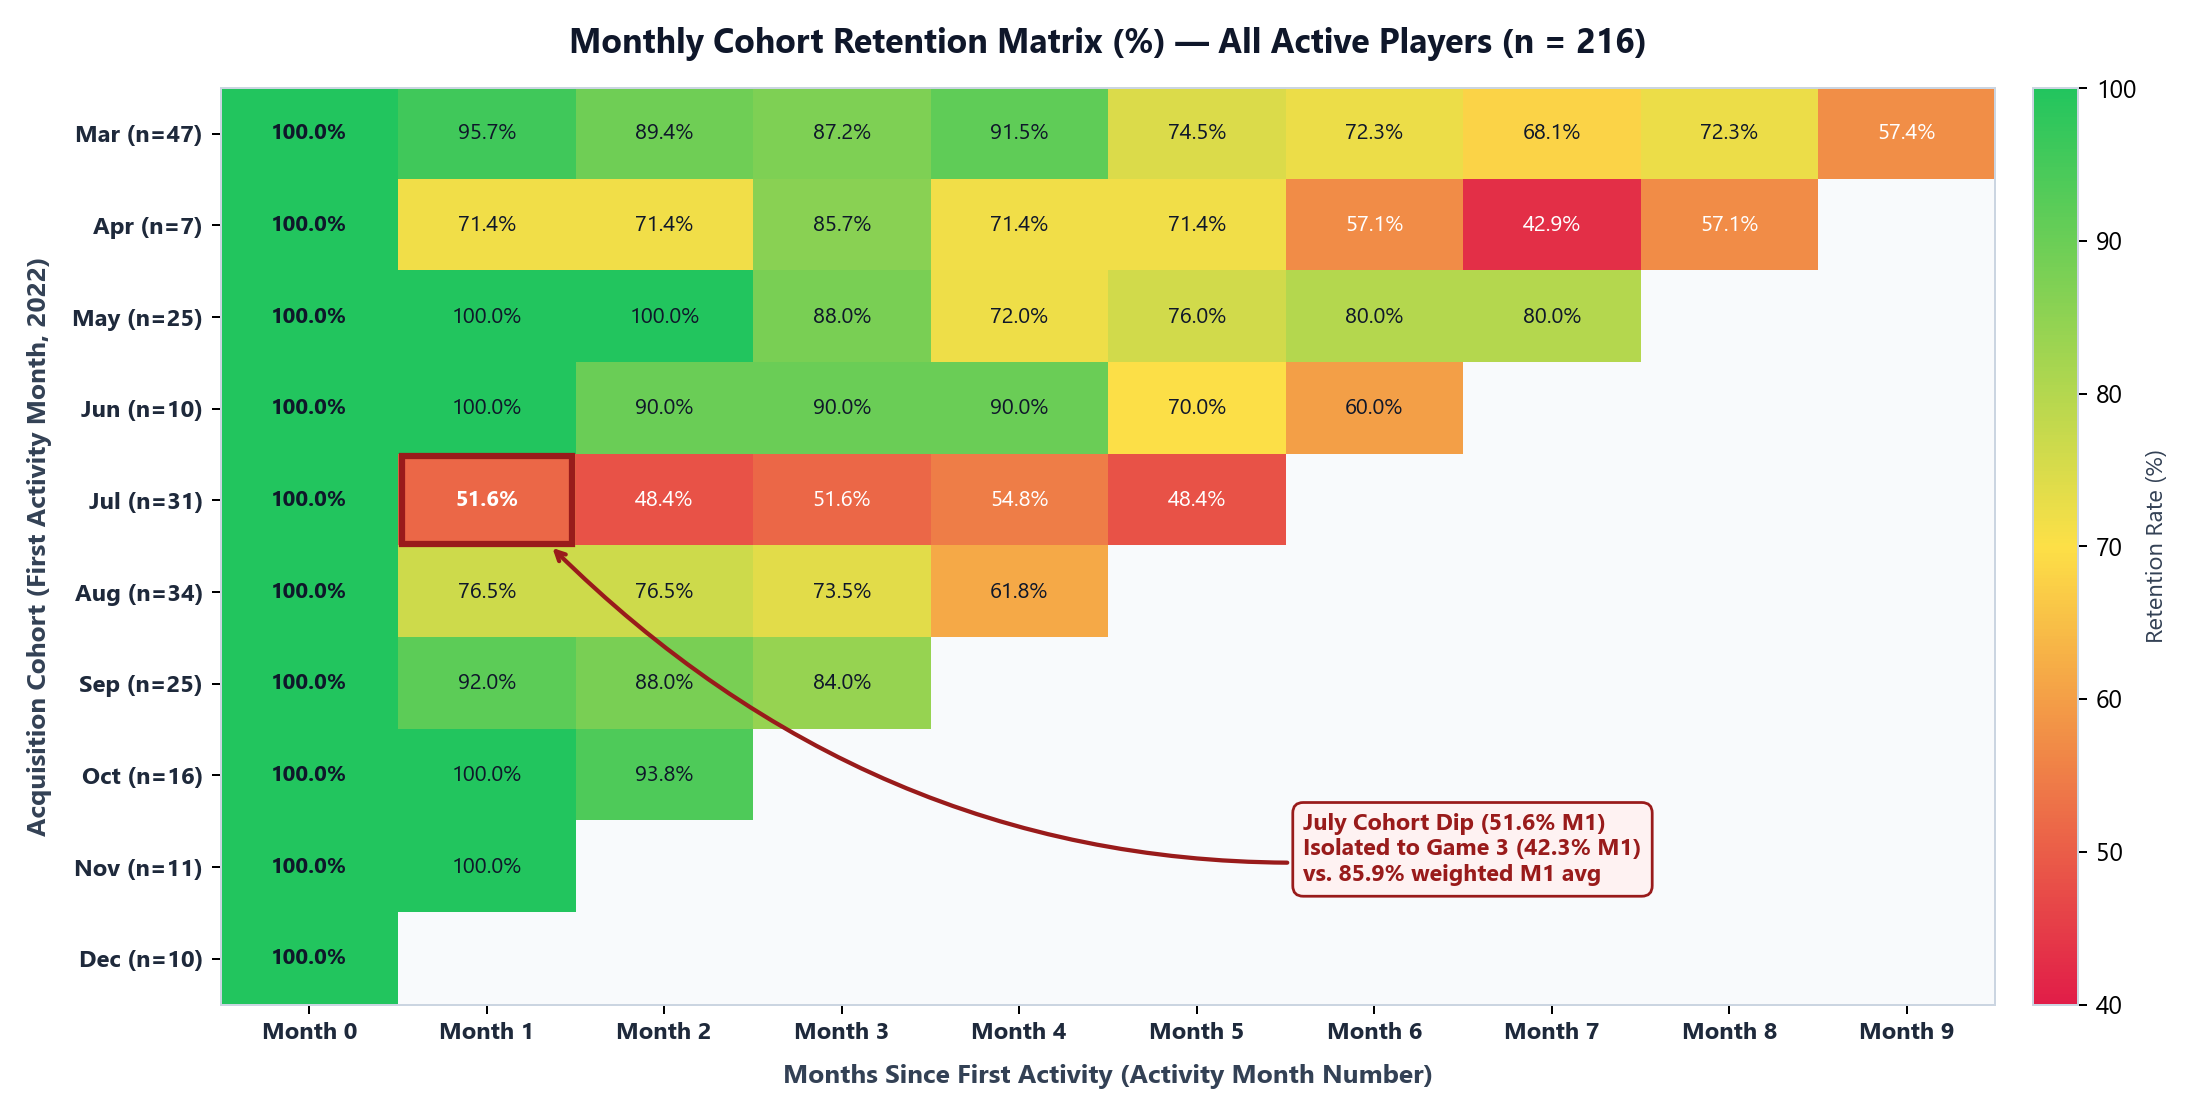 Monthly Cohort Retention Matrix (%) — All Active Players (n = 216)
Acquisition Cohort (First Activity Month, 2022)
Mar (n=47) 100.0% 95.7% 89.4% 87.2% 91.5% 74.5% 72.3% 68.1% 72.3% 57.4%
Apr (n=7) 100.0% 71.4% 71.4% 85.7% 71.4% 71.4% 57.1% 42.9% 57.1%
May (n=25) 100.0% 100.0% 100.0% 88.0% 72.0% 76.0% 80.0% 80.0%
Jun (n=10) 100.0% 100.0% 90.0% 90.0% 90.0% 70.0% 60.0%
Jul (n=31) 100.0% 51.6% 48.4% 51.6% 54.8% 48.4%
Aug (n=34) 100.0% 76.5% 76.5% 73.5% 61.8%
Sep (n=25) 100.0% 92.0% 88.0% 84.0%
Oct (n=16) 100.0% 100.0% 93.8%
Nov (n=11) 100.0% 100.0%
Dec (n=10) 100.0%
July Cohort Dip (51.6% M1)
Isolated to Game 3 (42.3% M1)
vs. 85.9% weighted M1 avg
Month 0 Month 1 Month 2 Month 3 Month 4 Month 5 Month 6 Month 7 Month 8 Month 9
Months Since First Activity (Activity Month Number)
100
90
80
70
60
50
40
Retention Rate (%)